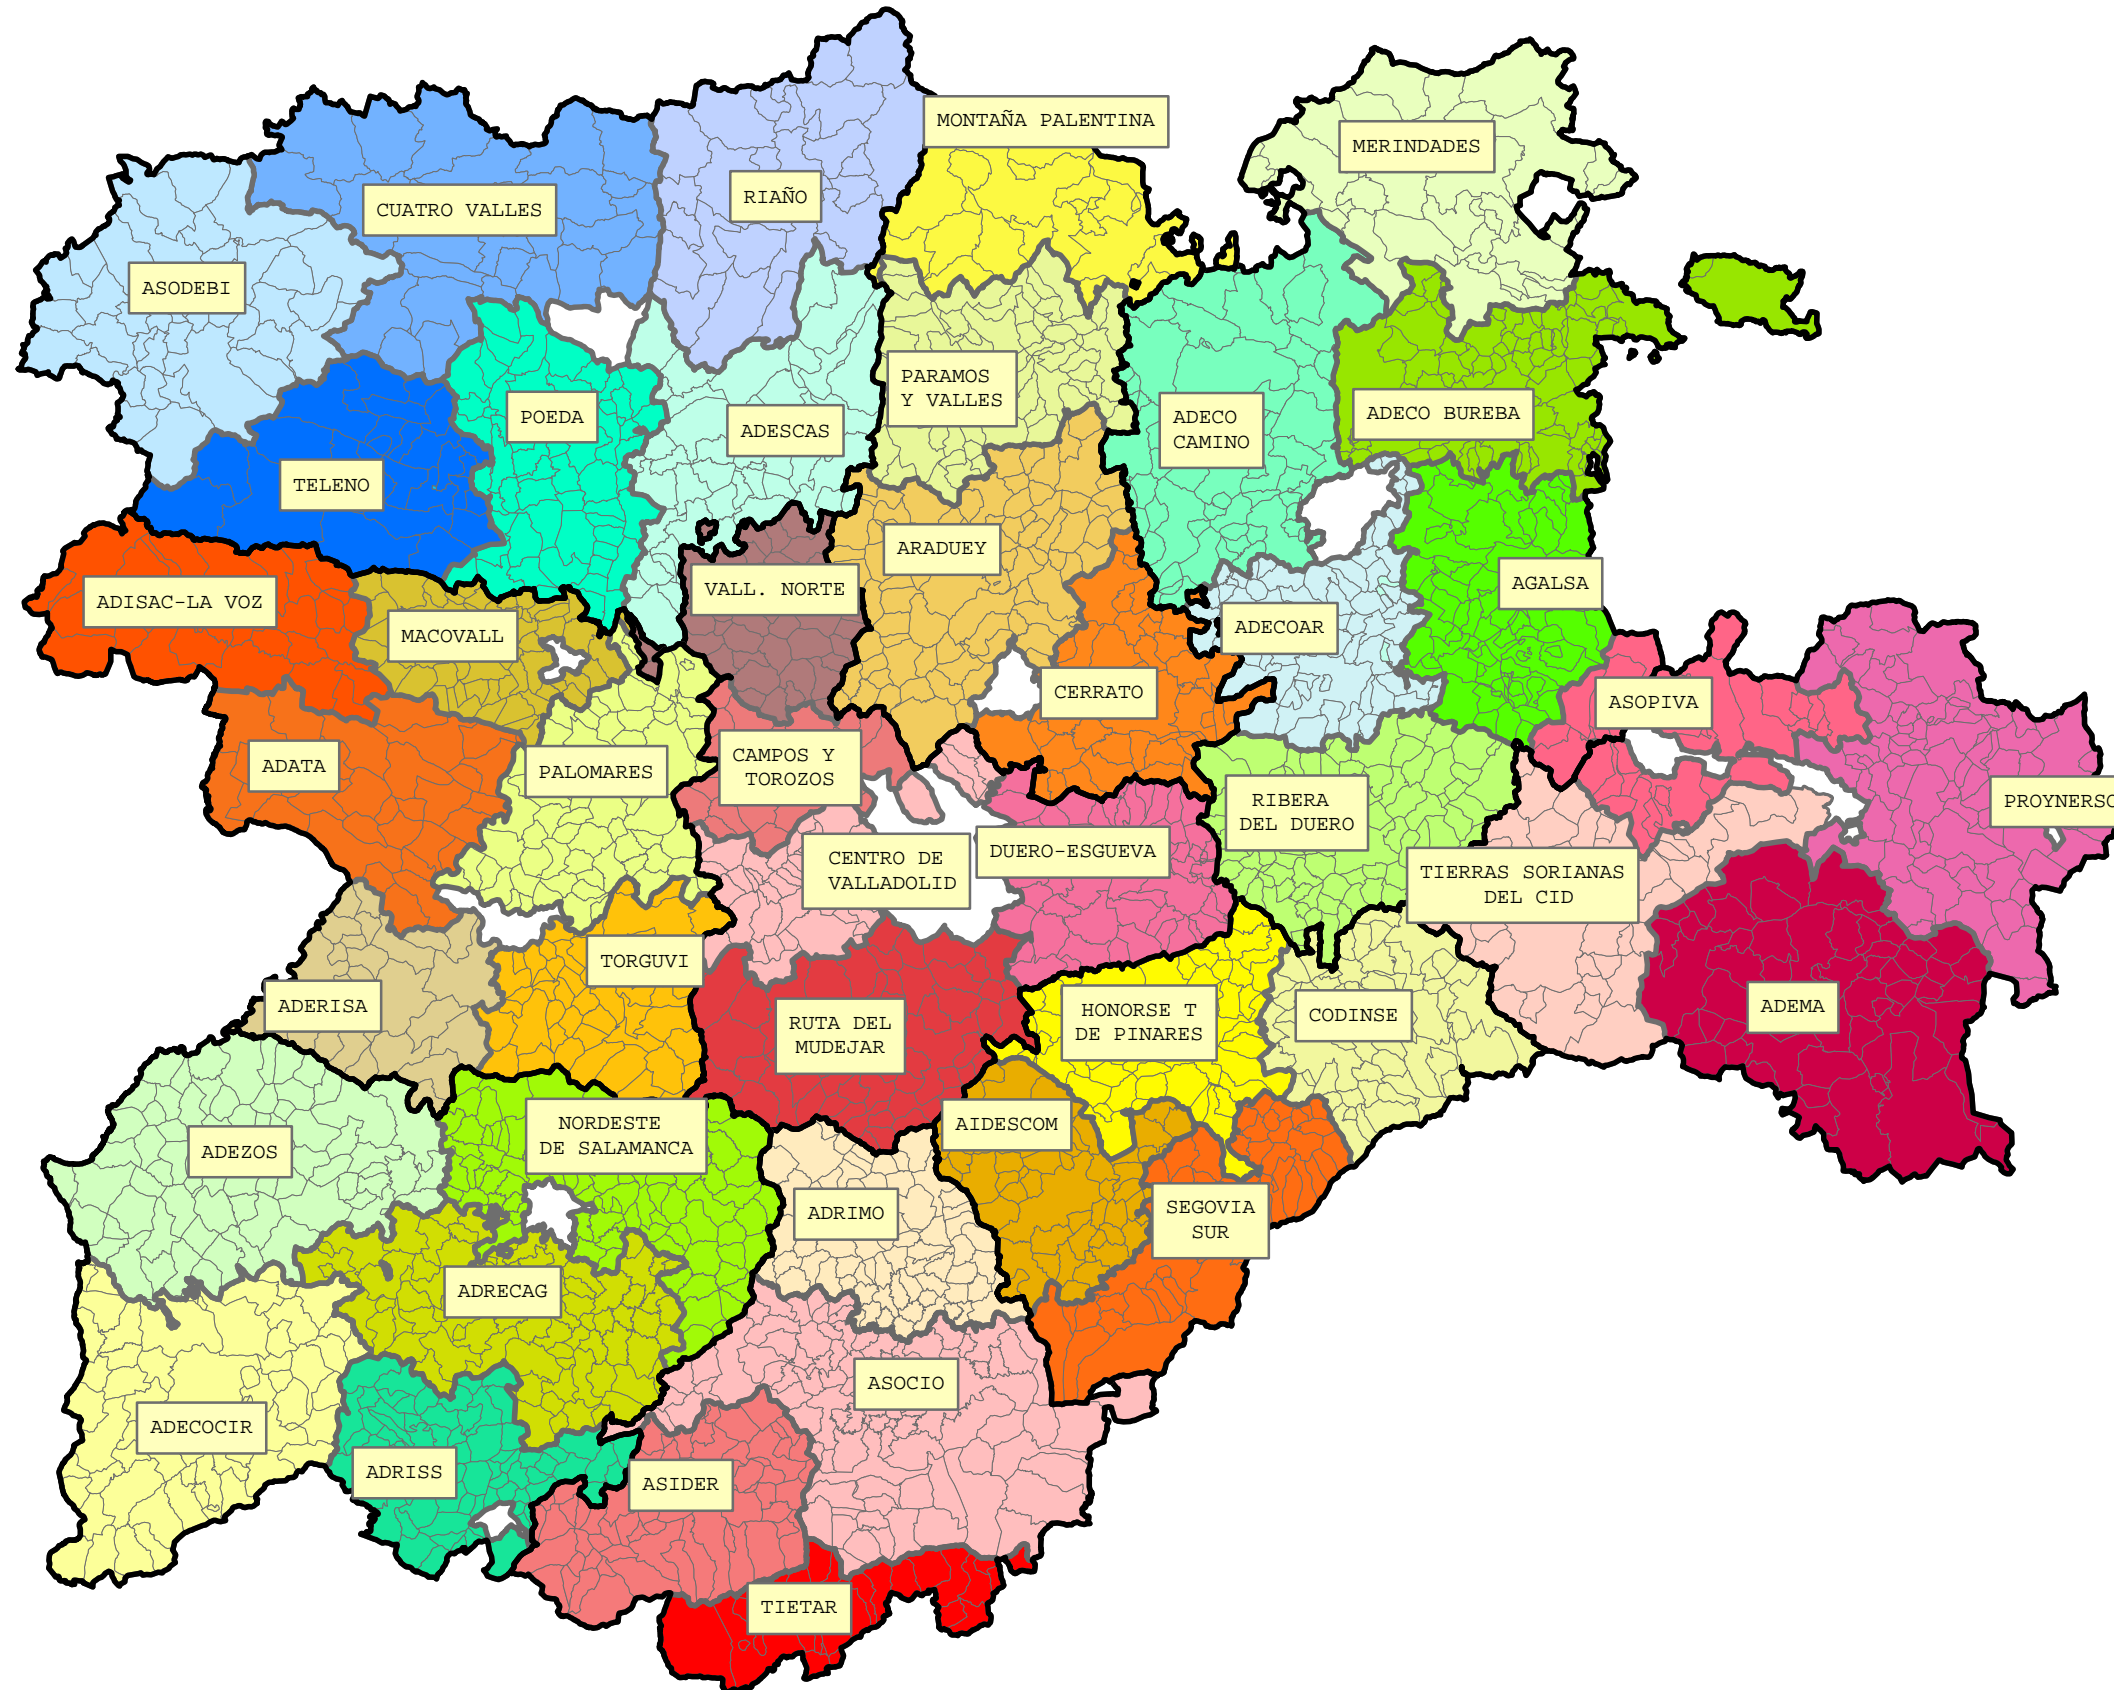 MONTAÑA PALENTINA
MERINDADES
RIAÑO
CUATRO VALLES
ASODEBI
PARAMOS
Y VALLES
POEDA
ADESCAS
ADECO
CAMINO
ADECO BUREBA
TELENO
ARADUEY
AGALSA
VALL. NORTE
ADISAC-LA VOZ
MACOVALL
ADECOAR
CERRATO
ASOPIVA
ADATA
PALOMARES
CAMPOS Y
TOROZOS
RIBERA
DEL DUERO
PROYNERSO
CENTRO DE
VALLADOLID
DUERO-ESGUEVA
TIERRAS SORIANAS
DEL CID
TORGUVI
ADERISA
RUTA DEL
MUDEJAR
HONORSE T
DE PINARES
CODINSE
ADEMA
NORDESTE
DE SALAMANCA
AIDESCOM
ADEZOS
ADRIMO
SEGOVIA
SUR
ADRECAG
ASOCIO
ADECOCIR
ADRISS
ASIDER
TIETAR